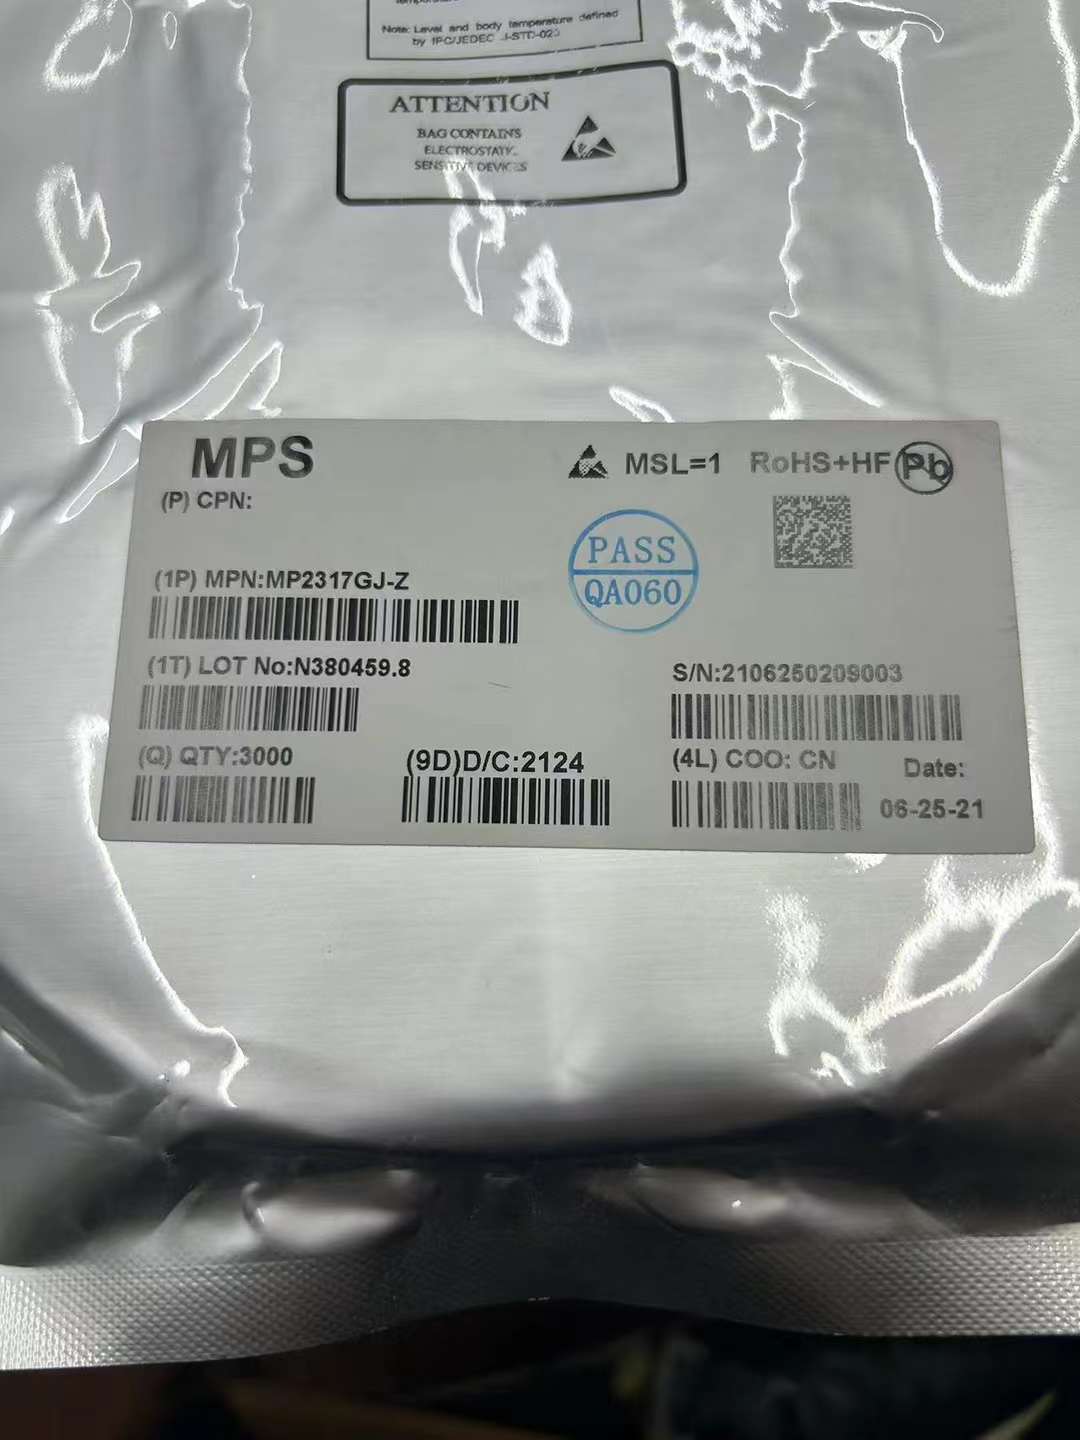 Note: Level and body temperature defined
by IPC/JEDEC J-STD-020
ATTENTION
BAG CONTAINS
ELECTROSTATIC
SENSITIVE DEVICES
MPS
MSL=1 RoHS+HF Pb
(P) CPN:
PASS
QA060
(1P) MPN:MP2317GJ-Z
(1T) LOT No:N380459.8
S/N:2106250209003
(Q) QTY:3000
(9D)D/C:2124
(4L) COO: CN
Date:
06-25-21